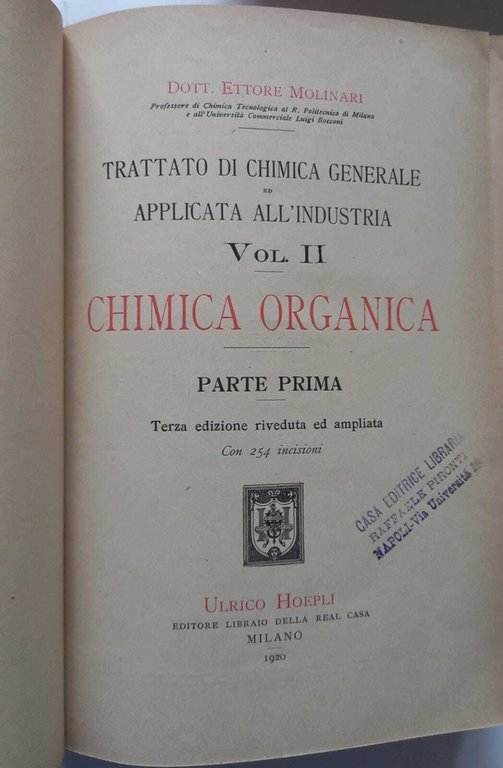 DOTT. ETTORE MOLINARI
Professore di Chimica Tecnologica al R. Politecnico di Milano
e all'Università Commerciale Luigi Bocconi
TRATTATO DI CHIMICA GENERALE
ED
APPLICATA ALL'INDUSTRIA
VOL. II
CHIMICA ORGANICA
PARTE PRIMA
Terza edizione riveduta ed ampliata
Con 254 incisioni
CASA EDITRICE LIBRARIA
RAFFAELE PIRONTI
NAPOLI-Via Università
ULRICO HOEPLI
EDITORE LIBRAIO DELLA REAL CASA
MILANO
1920